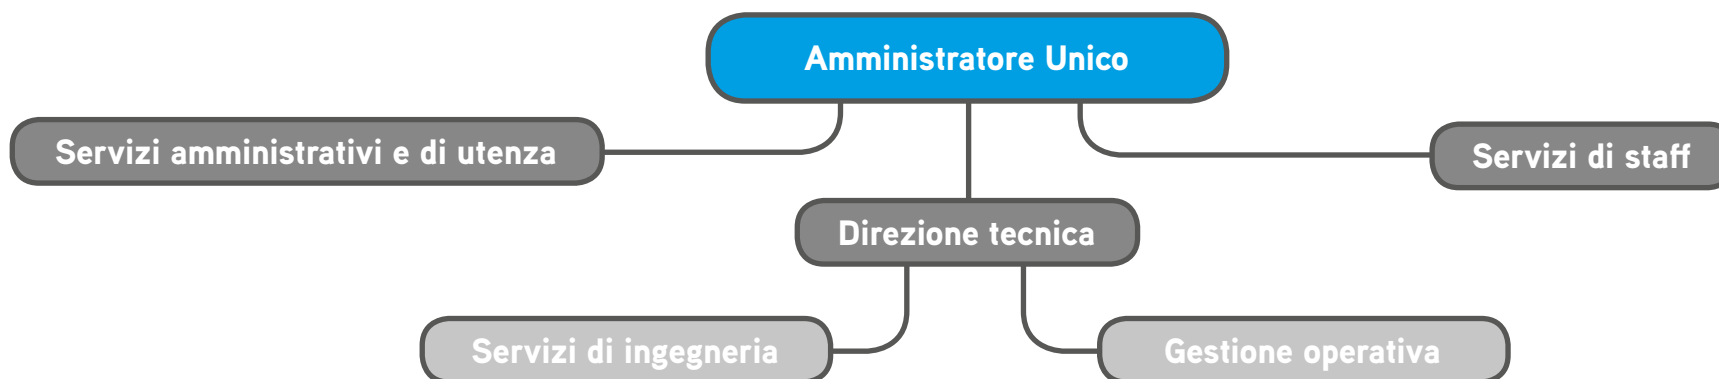 Amministratore Unico
Servizi amministrativi e di utenza
Servizi di staff
Direzione tecnica
Servizi di ingegneria
Gestione operativa